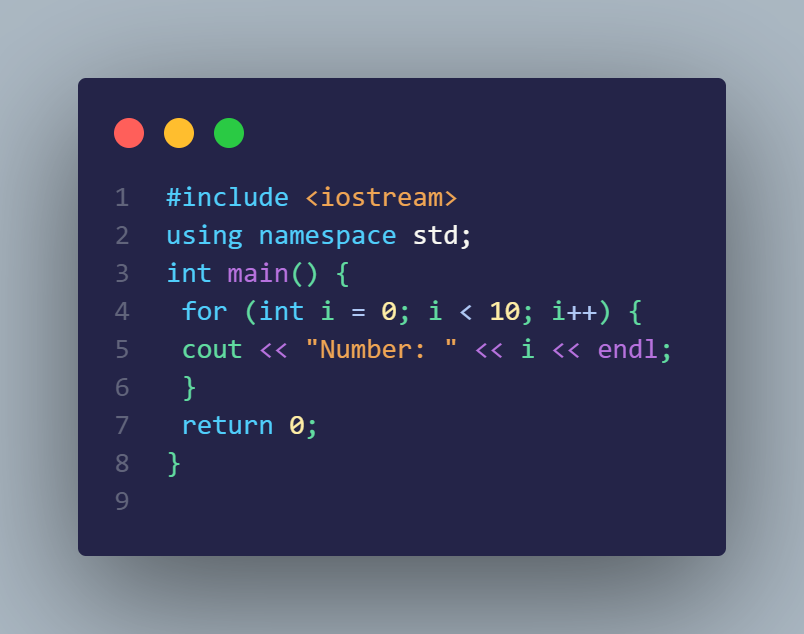 1 #include <iostream>
2 using namespace std;
3 int main() {
4  for (int i = 0; i < 10; i++) {
5  cout << "Number: " << i << endl;
6  }
7  return 0;
8 }
9